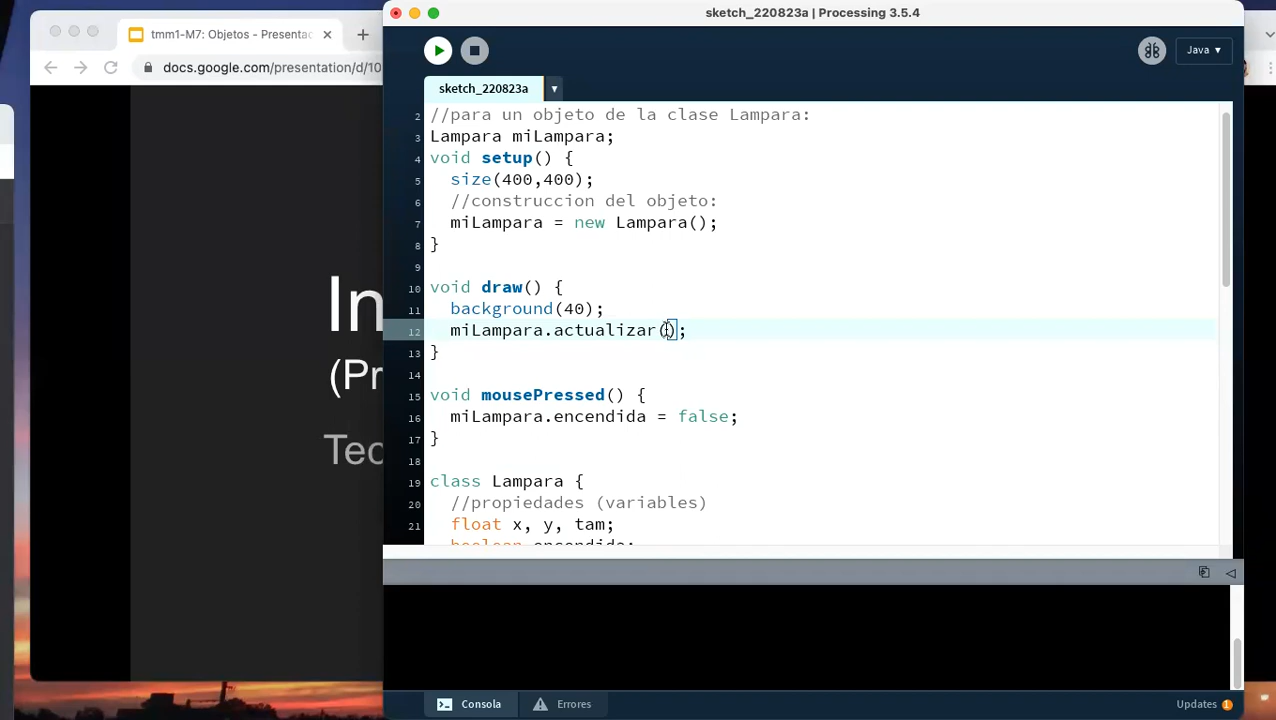 sketch_220823a | Processing 3.5.4
tmm1-M7: Objetos - Presentac
docs.google.com/presentation/d/10
Java ▾
sketch_220823a
2 //para un objeto de la clase Lampara:
3 Lampara miLampara;
4 void setup() {
5 size(400,400);
6 //construccion del objeto:
7 miLampara = new Lampara();
8 }
9
10 void draw() {
11 background(40);
12 miLampara.actualizar();
13 }
14
15 void mousePressed() {
16 miLampara.encendida = false;
17 }
18
19 class Lampara {
20 //propiedades (variables)
21 float x, y, tam;
boolean encendida;
In
(Pr
Tec
Consola
Errores
Updates 1